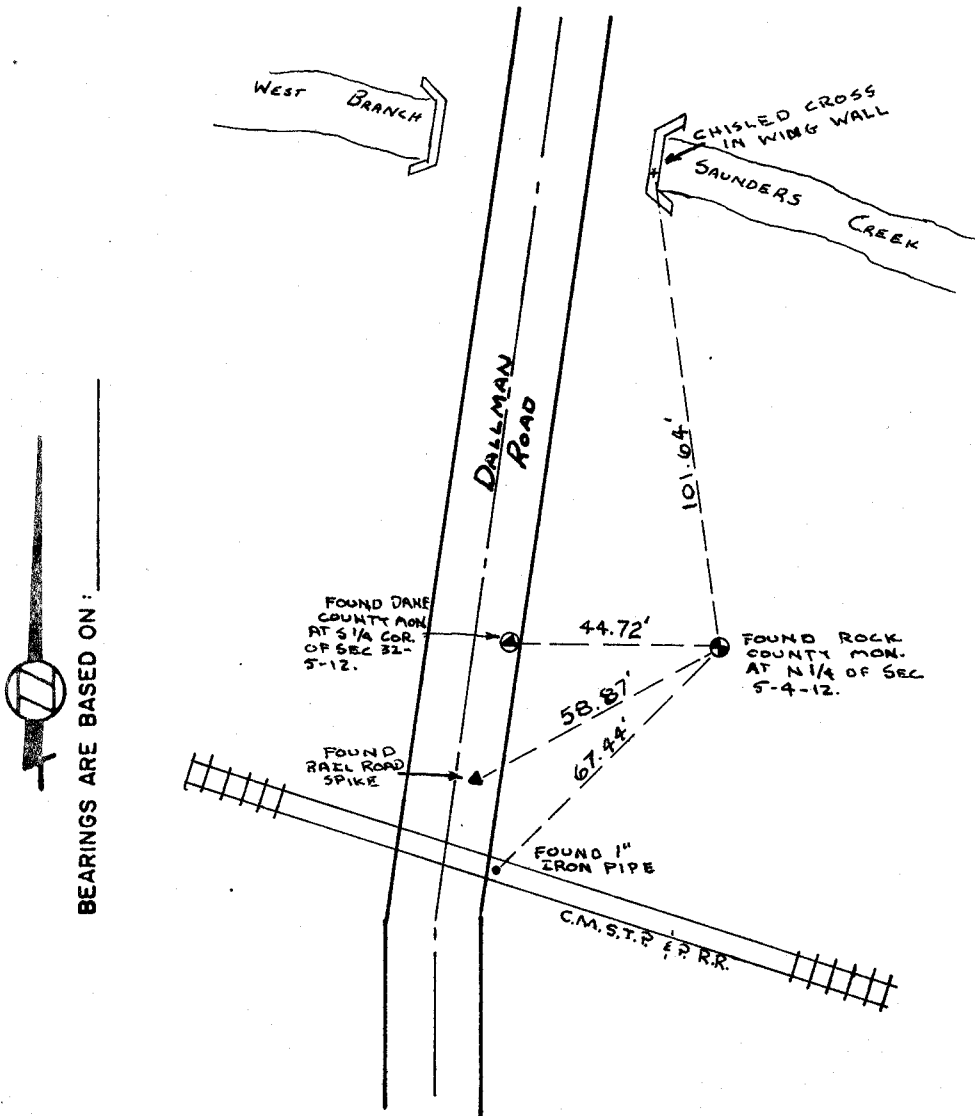 WEST BRANCH
CHISLED CROSS
IN WING WALL
SAUNDERS CREEK
DALLMAN
ROAD
101.64'
FOUND DANE
COUNTY MON.
AT S 1/4 COR.
OF SEC 32-
5-12.
44.72'
FOUND ROCK
COUNTY MON.
AT N 1/4 OF SEC
5-4-12.
58.87'
67.44'
FOUND
RAIL ROAD
SPIKE
FOUND 1"
IRON PIPE
C.M.S.T.P. & P. R.R.
BEARINGS ARE BASED ON: